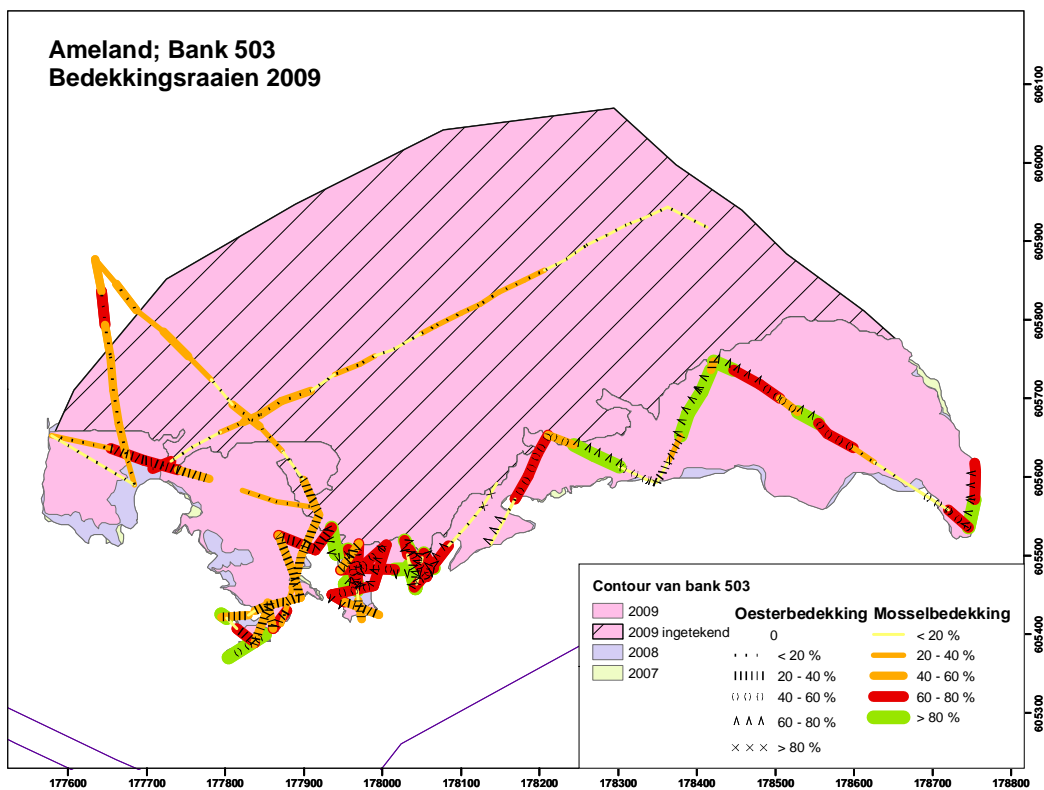 Ameland; Bank 503
Bedekkingsraaien 2009
606100
606000
605900
605800
605700
605600
605500
605400
605300
Contour van bank 503
2009
2009 ingetekend
2008
2007
Oesterbedekking
0
< 20 %
20 - 40 %
40 - 60 %
60 - 80 %
> 80 %
Mosselbedekking
< 20 %
20 - 40 %
40 - 60 %
60 - 80 %
> 80 %
177600 177700 177800 177900 178000 178100 178200 178300 178400 178500 178600 178700 178800